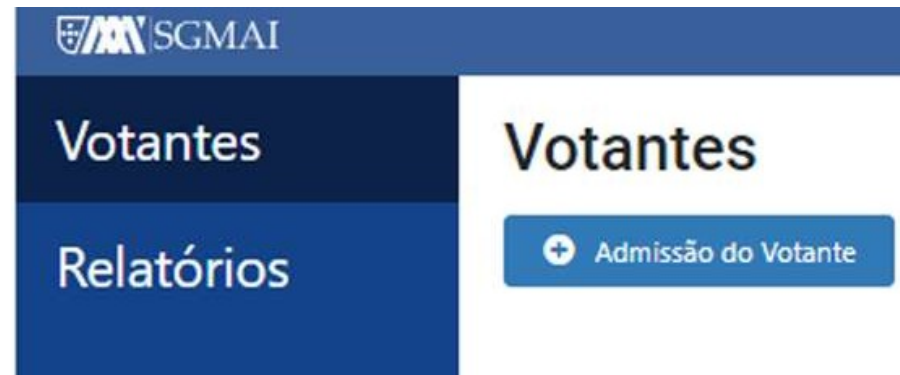 SGMAI
Votantes
Relatórios
Votantes
Admissão do Votante